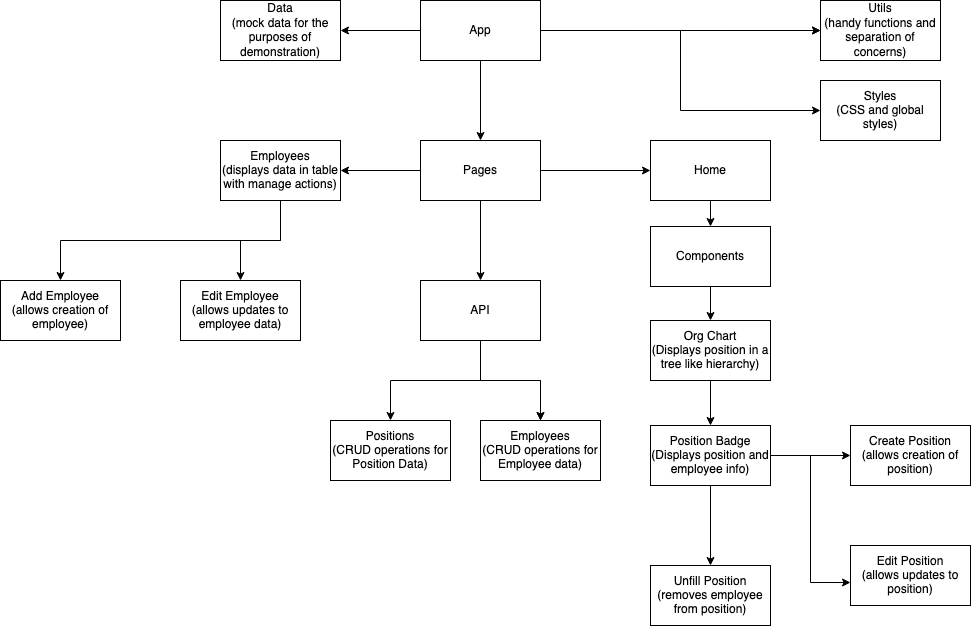 Data
(mock data for the
purposes of
demonstration)
App
Utils
(handy functions and
separation of
concerns)
Styles
(CSS and global
styles)
Employees
(displays data in table
with manage actions)
Pages
Home
Components
Add Employee
(allows creation of
employee)
Edit Employee
(allows updates to
employee data)
API
Org Chart
(Displays position in a
tree like hierarchy)
Positions
(CRUD operations for
Position Data)
Employees
(CRUD operations for
Employee data)
Position Badge
(Displays position and
employee info)
Create Position
(allows creation of
position)
Unfill Position
(removes employee
from position)
Edit Position
(allows updates to
position)